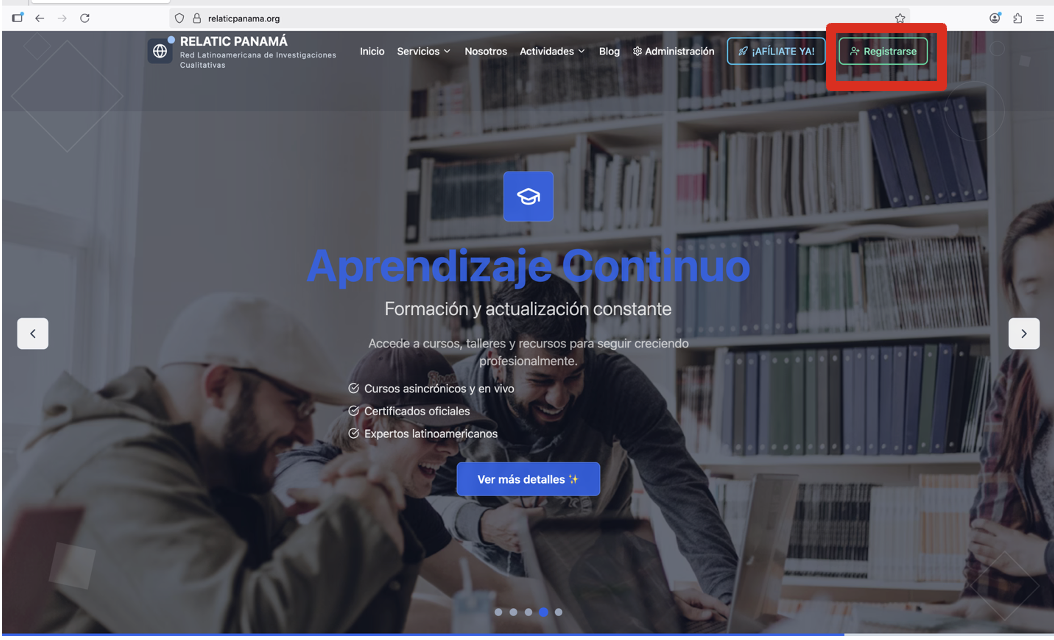 relaticpanama.org
RELATIC PANAMÁ
Red Latinoamericana de Investigaciones
Cualitativas
Inicio Servicios Nosotros Actividades Blog Administración ¡AFÍLIATE YA! Registrarse
Aprendizaje Continuo
Formación y actualización constante
Accede a cursos, talleres y recursos para seguir creciendo
profesionalmente.
Cursos asincrónicos y en vivo
Certificados oficiales
Expertos latinoamericanos
Ver más detalles ✨